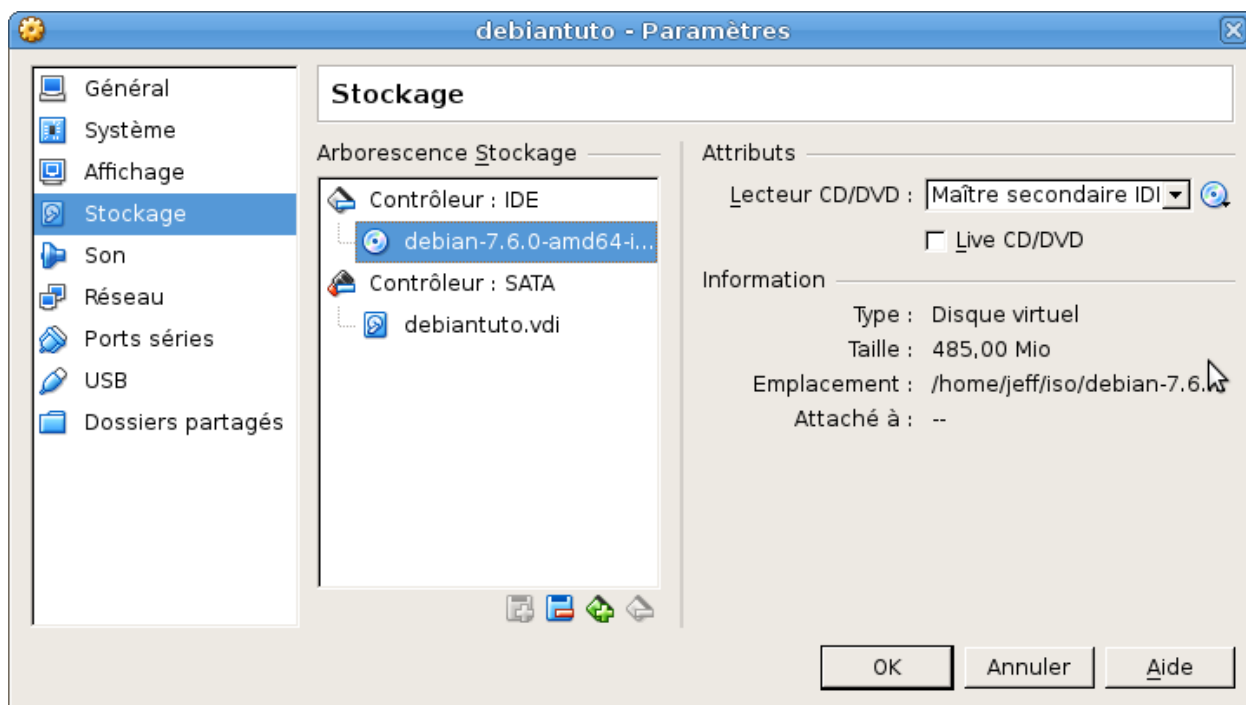 debiantuto - Paramètres
Général
Système
Affichage
Stockage
Son
Réseau
Ports séries
USB
Dossiers partagés
Stockage
Arborescence Stockage
Contrôleur : IDE
debian-7.6.0-amd64-i...
Contrôleur : SATA
debiantuto.vdi
Attributs
Lecteur CD/DVD : Maître secondaire IDI
Live CD/DVD
Information
Type : Disque virtuel
Taille : 485,00 Mio
Emplacement : /home/jeff/iso/debian-7.6.
Attaché à : --
OK Annuler Aide